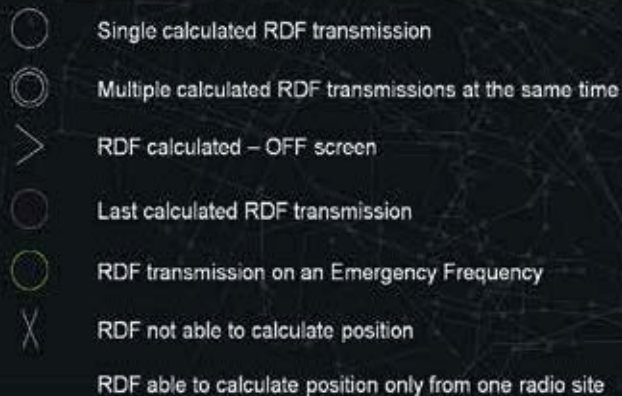 Single calculated RDF transmission
Multiple calculated RDF transmissions at the same time
RDF calculated – OFF screen
Last calculated RDF transmission
RDF transmission on an Emergency Frequency
RDF not able to calculate position
RDF able to calculate position only from one radio site